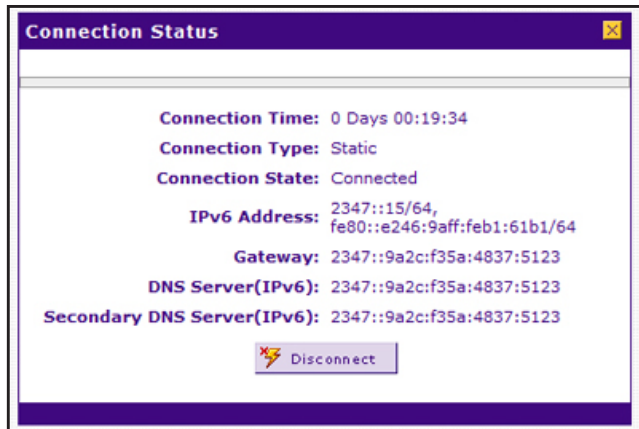 Connection Status
Connection Time: 0 Days 00:19:34
Connection Type: Static
Connection State: Connected
IPv6 Address: 2347::15/64,
fe80::e246:9aff:feb1:61b1/64
Gateway: 2347::9a2c:f35a:4837:5123
DNS Server(IPv6): 2347::9a2c:f35a:4837:5123
Secondary DNS Server(IPv6): 2347::9a2c:f35a:4837:5123
Disconnect